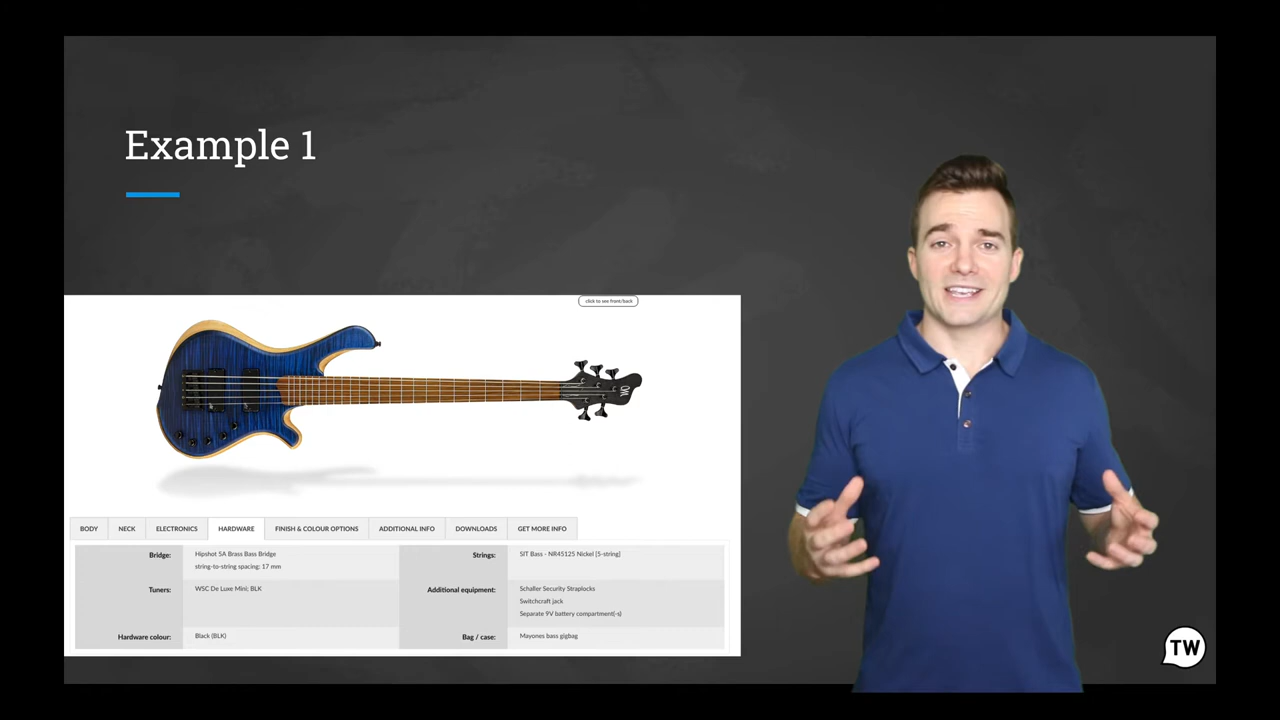 Example 1
click to see front/back
BODY NECK ELECTRONICS HARDWARE FINISH & COLOUR OPTIONS ADDITIONAL INFO DOWNLOADS GET MORE INFO
Bridge: Hipshot 5A Brass Bass Bridge
string-to-string spacing: 17 mm
Strings: SIT Bass - NR45125 Nickel [5-string]
Tuners: WSC De Luxe Mini; BLK
Additional equipment: Schaller Security Straplocks
Switchcraft jack
Separate 9V battery compartment(-s)
Hardware colour: Black (BLK)
Bag / case: Mayones bass gigbag
TW